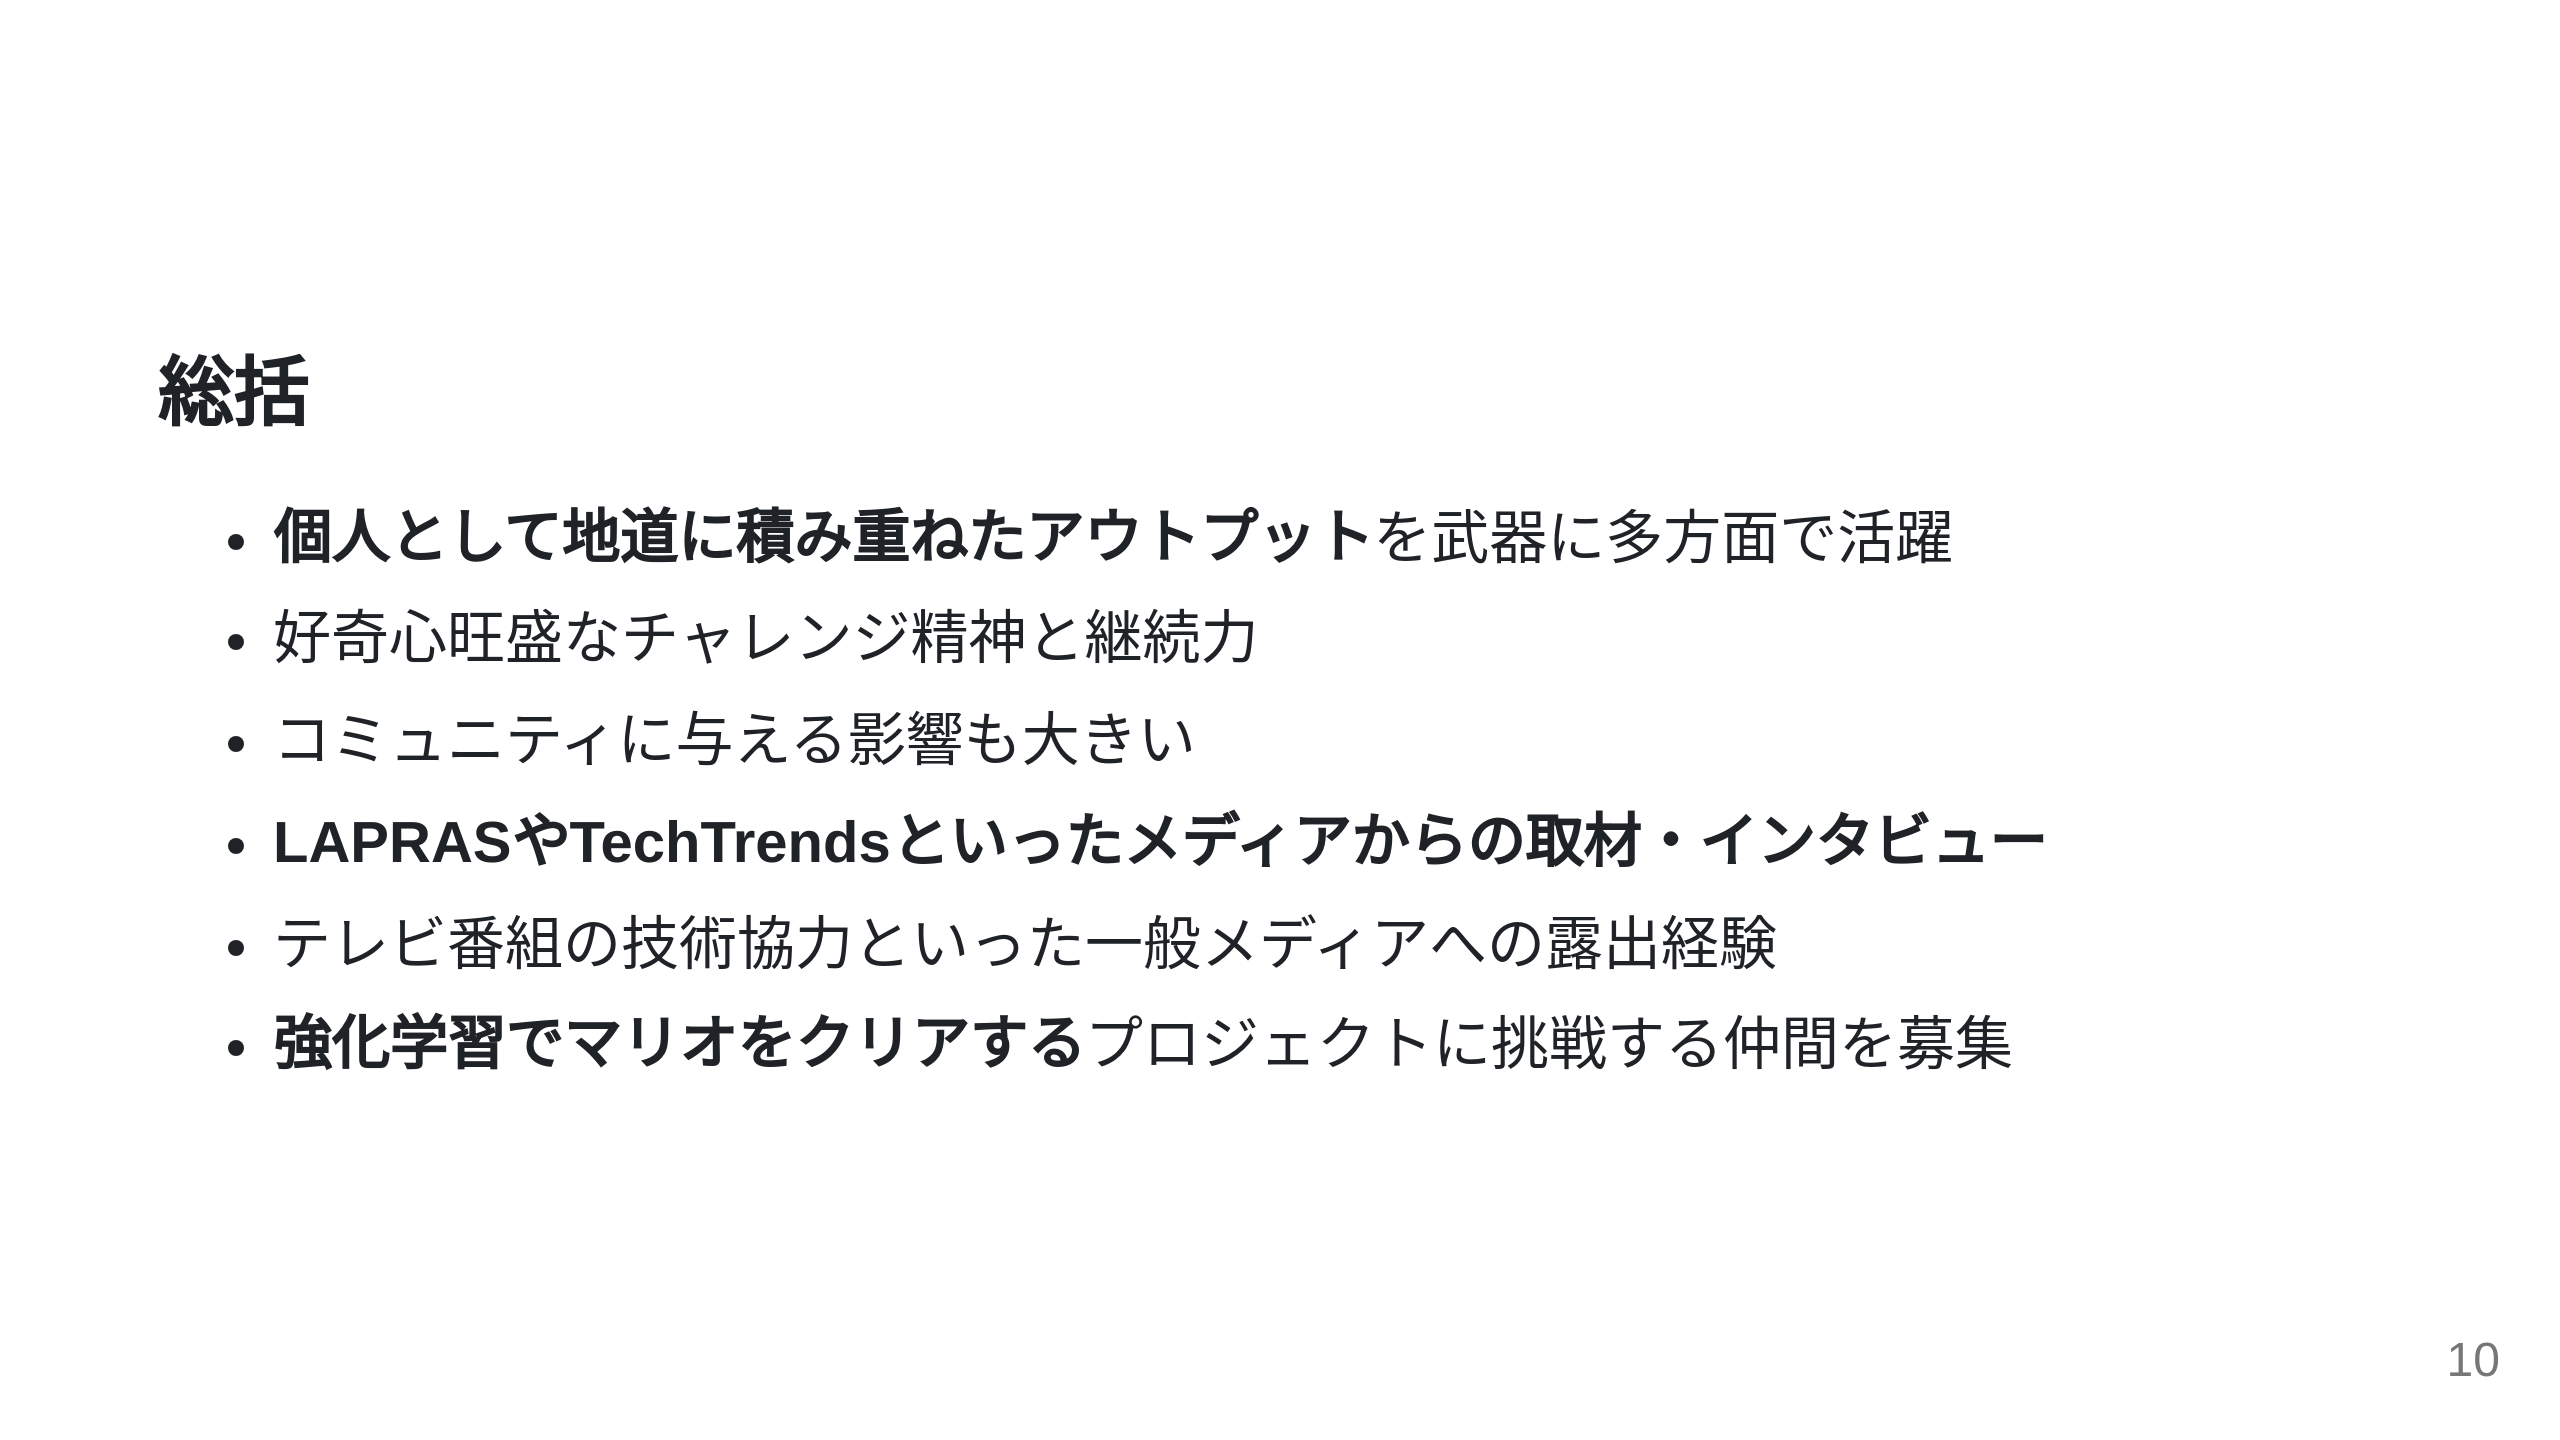 総括
• 個人として地道に積み重ねたアウトプットを武器に多方面で活躍
• 好奇心旺盛なチャレンジ精神と継続力
• コミュニティに与える影響も大きい
• LAPRASやTechTrendsといったメディアからの取材・インタビュー
• テレビ番組の技術協力といった一般メディアへの露出経験
• 強化学習でマリオをクリアするプロジェクトに挑戦する仲間を募集
10